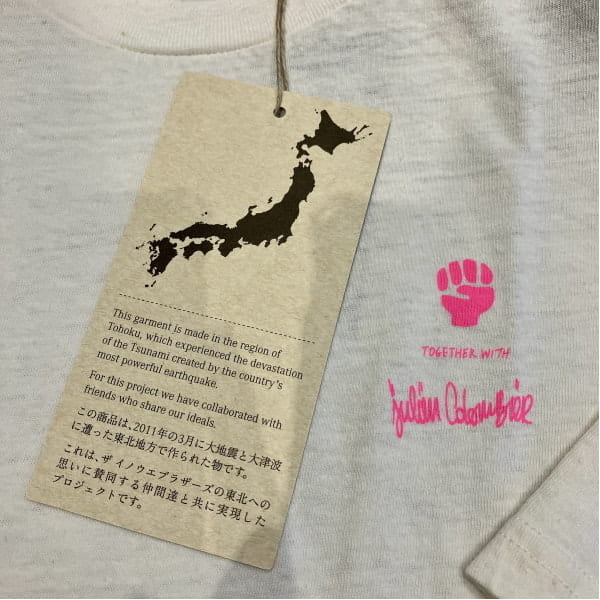 This garment is made in the region of
Tohoku, which experienced the devastation
of the Tsunami created by the country's
most powerful earthquake.
For this project we have collaborated with
friends who share our ideals.
この商品は、2011年の3月に大地震と大津波
に遭った東北地方で作られた物です。
これは、ザイノウエブラザーズの東北への
思いに賛同する仲間達と共に実現した
プロジェクトです。
TOGETHER WITH
Julien Colombier